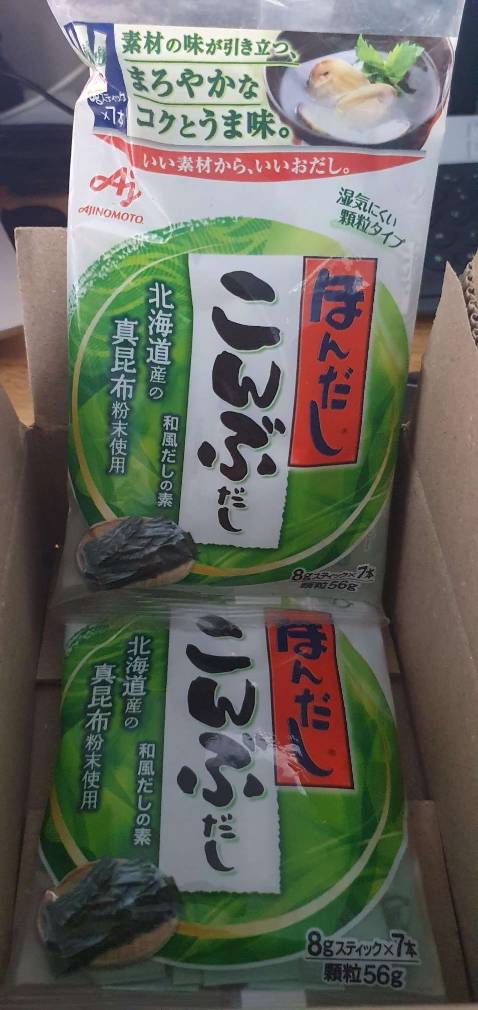 素材の味が引き立つ、
まろやかな
コクとうま味。
×7本
いい素材から、いいおだし。
AJINOMOTO
湿気にくい
顆粒タイプ
ほんだし
こんぶだし
北海道産の
真昆布粉末使用
和風だしの素
8gスティック×7本
顆粒56g
ほんだし
こんぶだし
北海道産の
真昆布粉末使用
和風だしの素
8gスティック×7本
顆粒56g